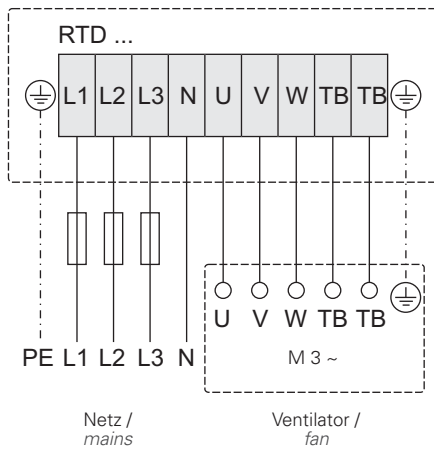 RTD ...
L1 L2 L3 N U V W TB TB
U V W TB TB
PE L1 L2 L3 N
M 3 ~
Netz / Ventilator /
mains fan